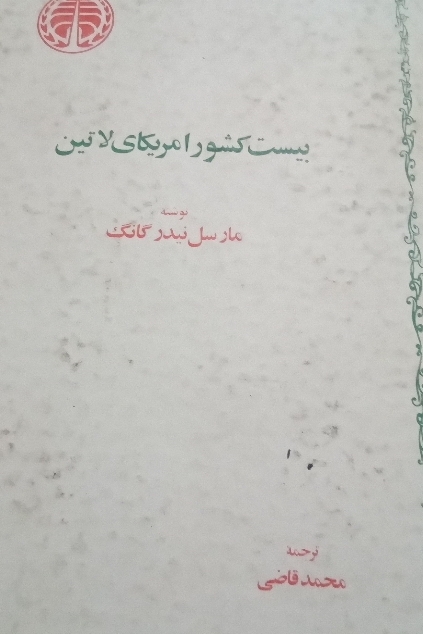 بیست کشور امریکای لاتین
نوشته
مارسل نیدرگانگ
ترجمه
محمد قاضی